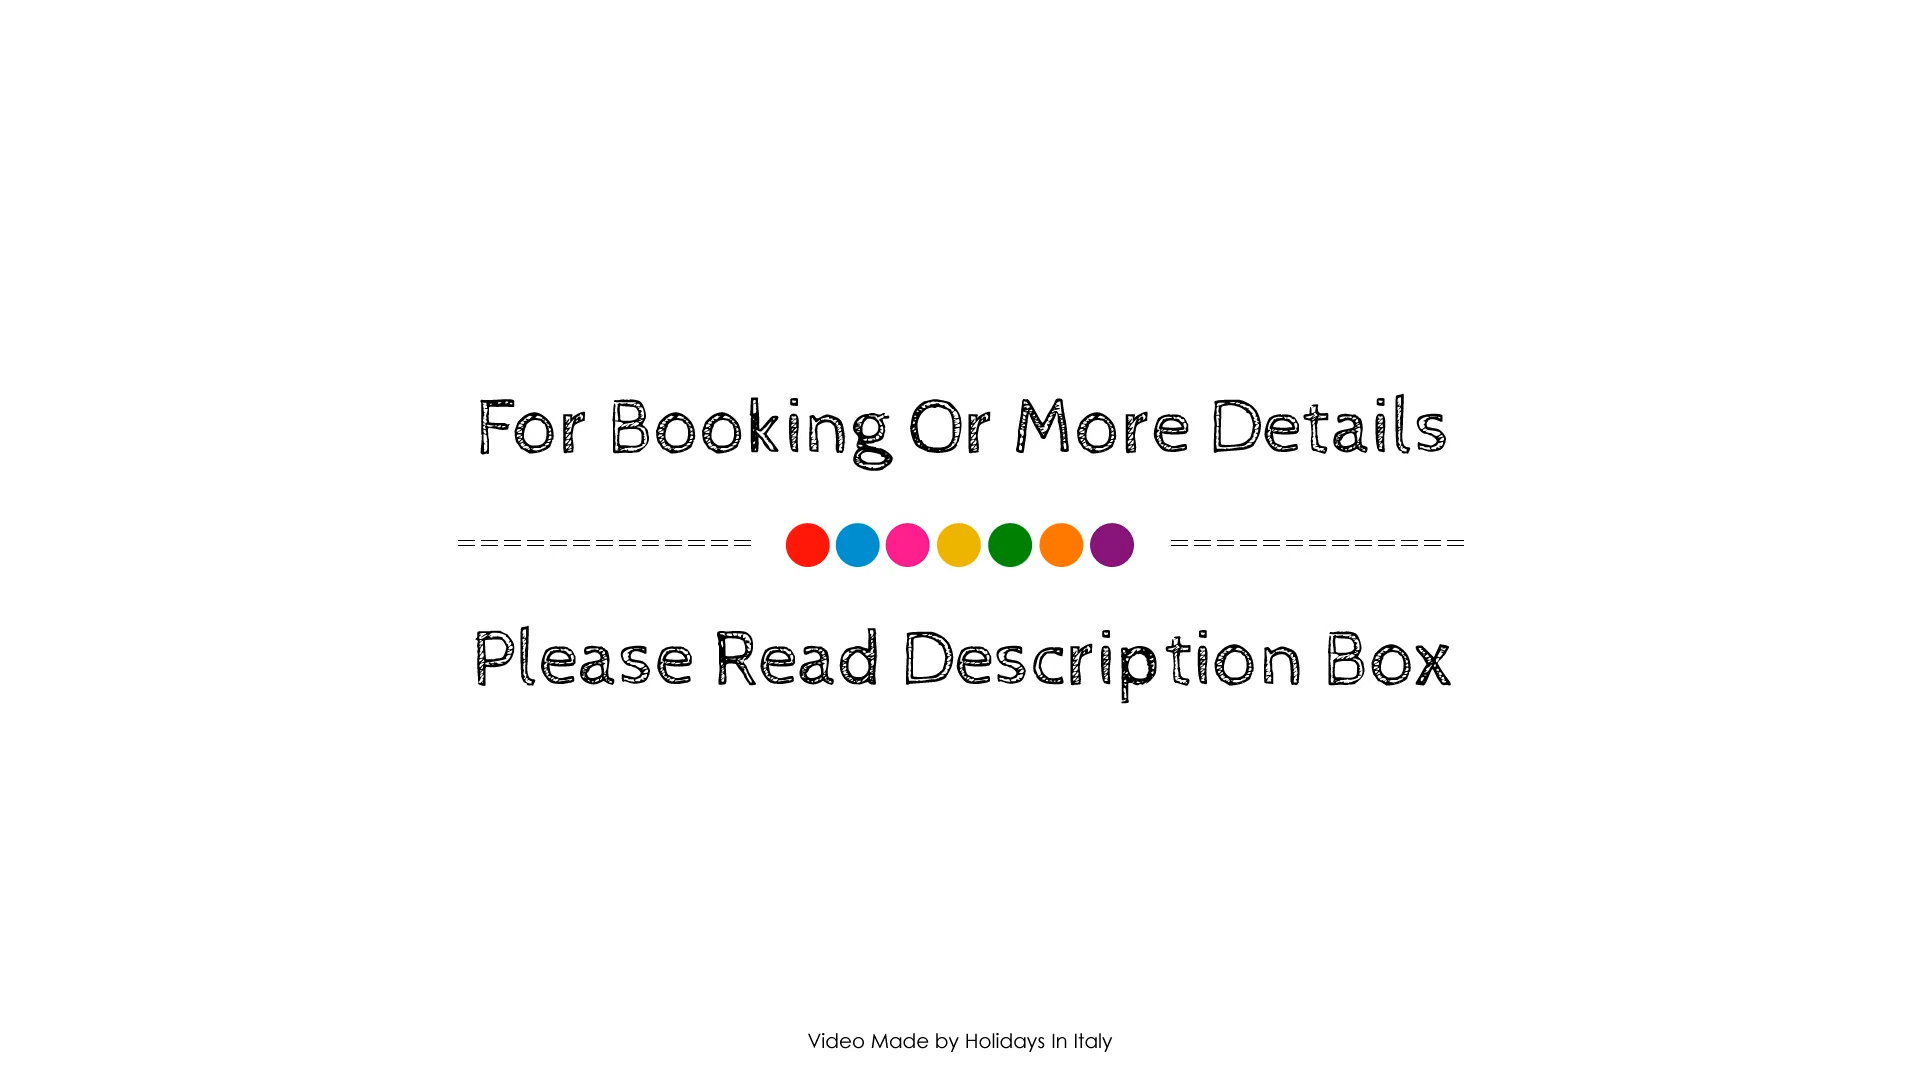 For Booking Or More Details
============= =============
Please Read Description Box
Video Made by Holidays In Italy